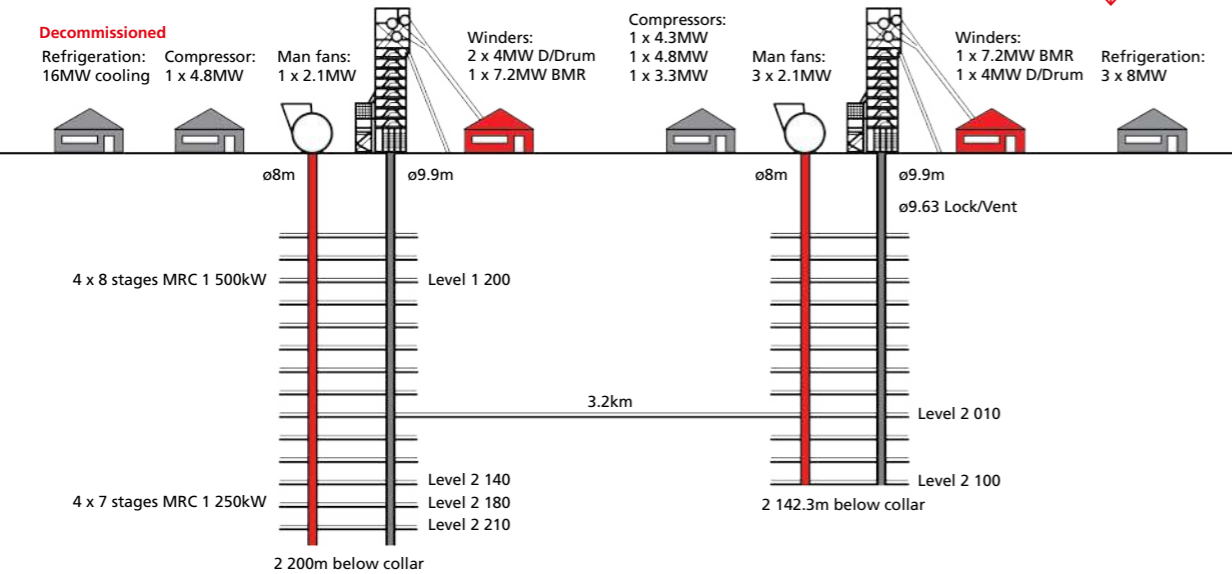 Decommissioned
Refrigeration:
16MW cooling
Compressor:
1 x 4.8MW
Man fans:
1 x 2.1MW
Winders:
2 x 4MW D/Drum
1 x 7.2MW BMR
Compressors:
1 x 4.3MW
1 x 4.8MW
1 x 3.3MW
Man fans:
3 x 2.1MW
Winders:
1 x 7.2MW BMR
1 x 4MW D/Drum
Refrigeration:
3 x 8MW
ø8m
ø9.9m
ø8m
ø9.9m
ø9.63 Lock/Vent
4 x 8 stages MRC 1 500kW
Level 1 200
3.2km
Level 2 010
Level 2 140
Level 2 100
4 x 7 stages MRC 1 250kW
Level 2 180
2 142.3m below collar
Level 2 210
2 200m below collar